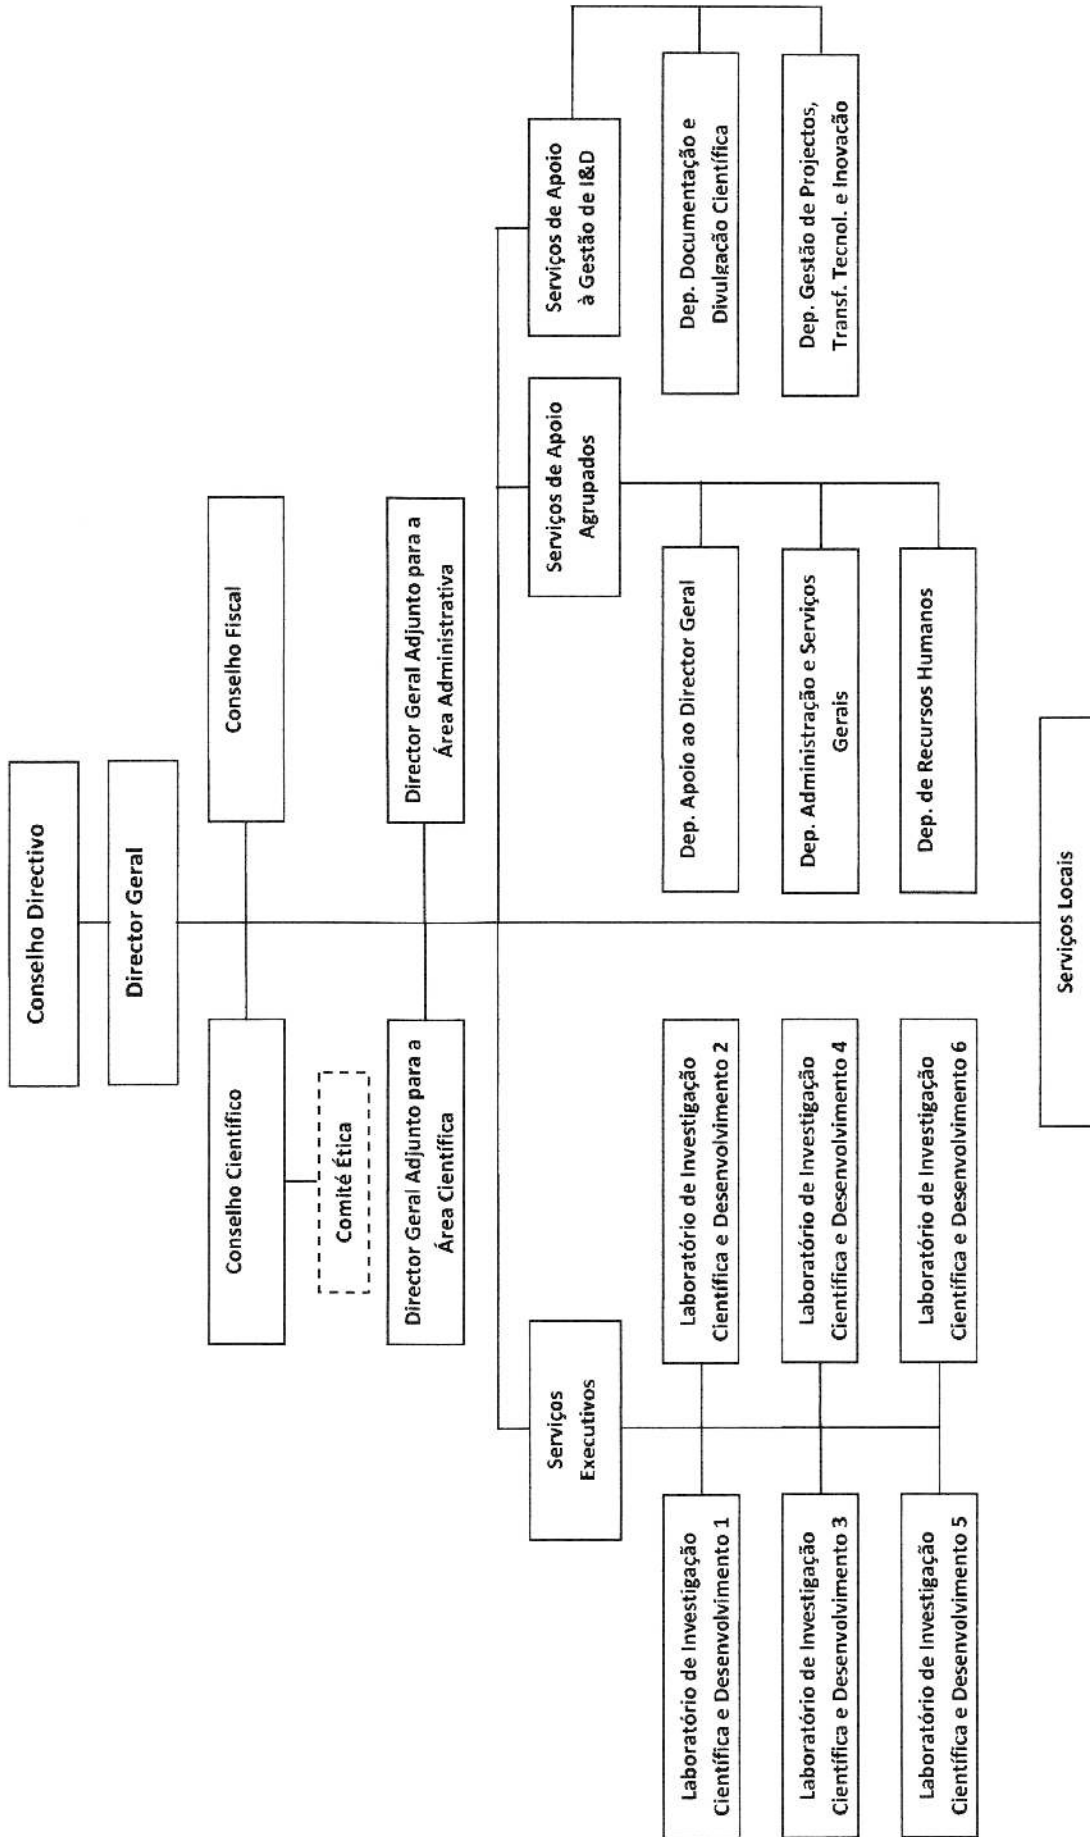 Conselho Directivo
Director Geral
Conselho Científico
Conselho Fiscal
Comité Ética
Director Geral Adjunto para a
Área Científica
Director Geral Adjunto para a
Área Administrativa
Serviços
Executivos
Serviços de Apoio
Agrupados
Serviços de Apoio
à Gestão de I&D
Laboratório de Investigação
Científica e Desenvolvimento 1
Laboratório de Investigação
Científica e Desenvolvimento 2
Dep. Apoio ao Director Geral
Dep. Documentação e
Divulgação Científica
Laboratório de Investigação
Científica e Desenvolvimento 3
Laboratório de Investigação
Científica e Desenvolvimento 4
Dep. Administração e Serviços
Gerais
Dep. Gestão de Projectos,
Transf. Tecnol. e Inovação
Laboratório de Investigação
Científica e Desenvolvimento 5
Laboratório de Investigação
Científica e Desenvolvimento 6
Dep. de Recursos Humanos
Serviços Locais